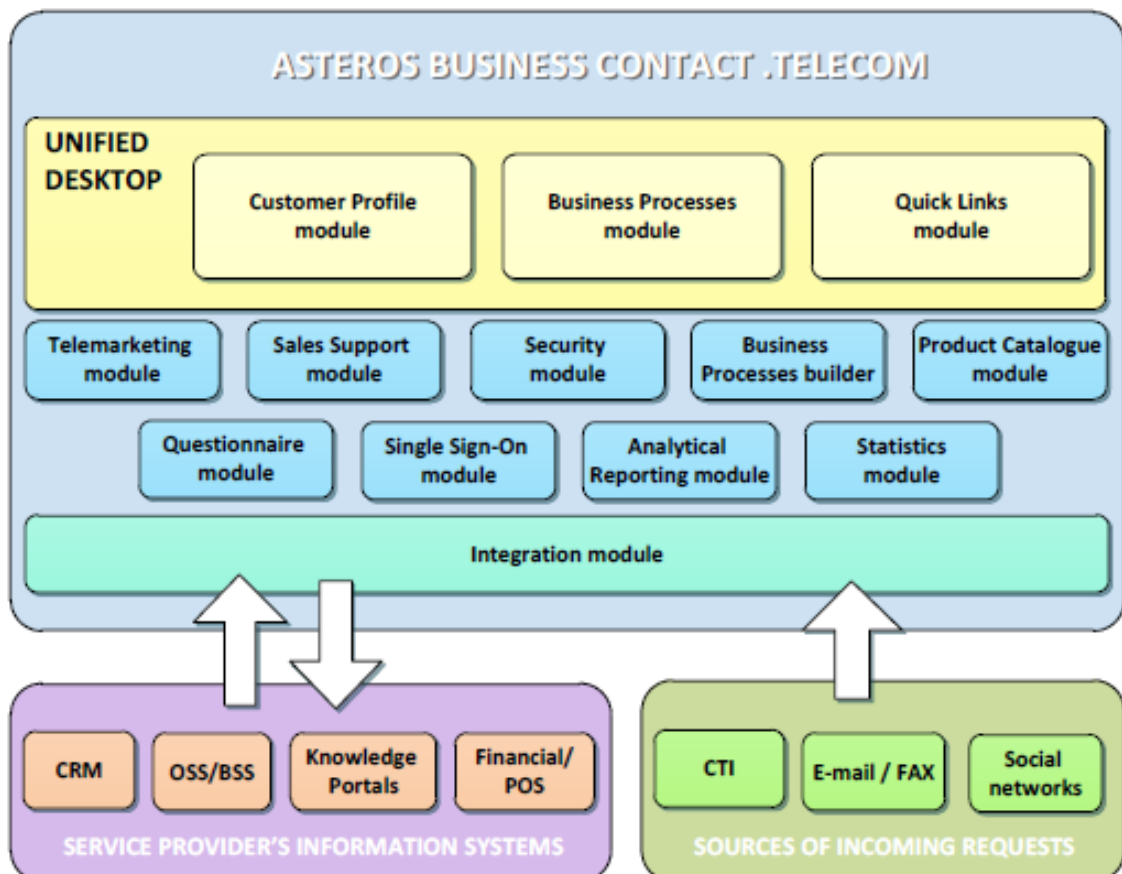 ASTEROS BUSINESS CONTACT .TELECOM
UNIFIED
DESKTOP
Customer Profile
module
Business Processes
module
Quick Links
module
Telemarketing
module
Sales Support
module
Security
module
Business
Processes builder
Product Catalogue
module
Questionnaire
module
Single Sign-On
module
Analytical
Reporting module
Statistics
module
Integration module
CRM
OSS/BSS
Knowledge
Portals
Financial/
POS
SERVICE PROVIDER'S INFORMATION SYSTEMS
CTI
E-mail / FAX
Social
networks
SOURCES OF INCOMING REQUESTS